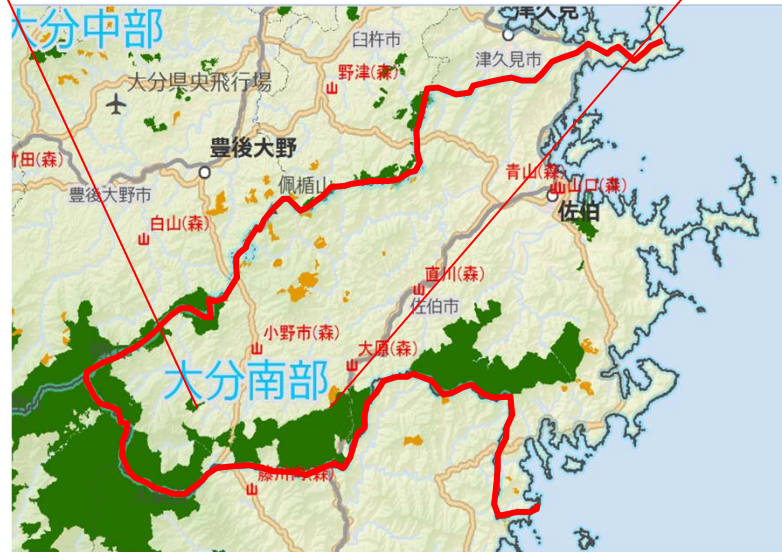 津久見
大分中部
臼杵市
津久見市
大分県央飛行場
野津(森)
豊後大野
竹田(森)
佩楯山
青山(森)
山口(森)
豊後大野市
佐伯
白山(森)
直川(森)
佐伯市
小野市(森)
大原(森)
大分南部